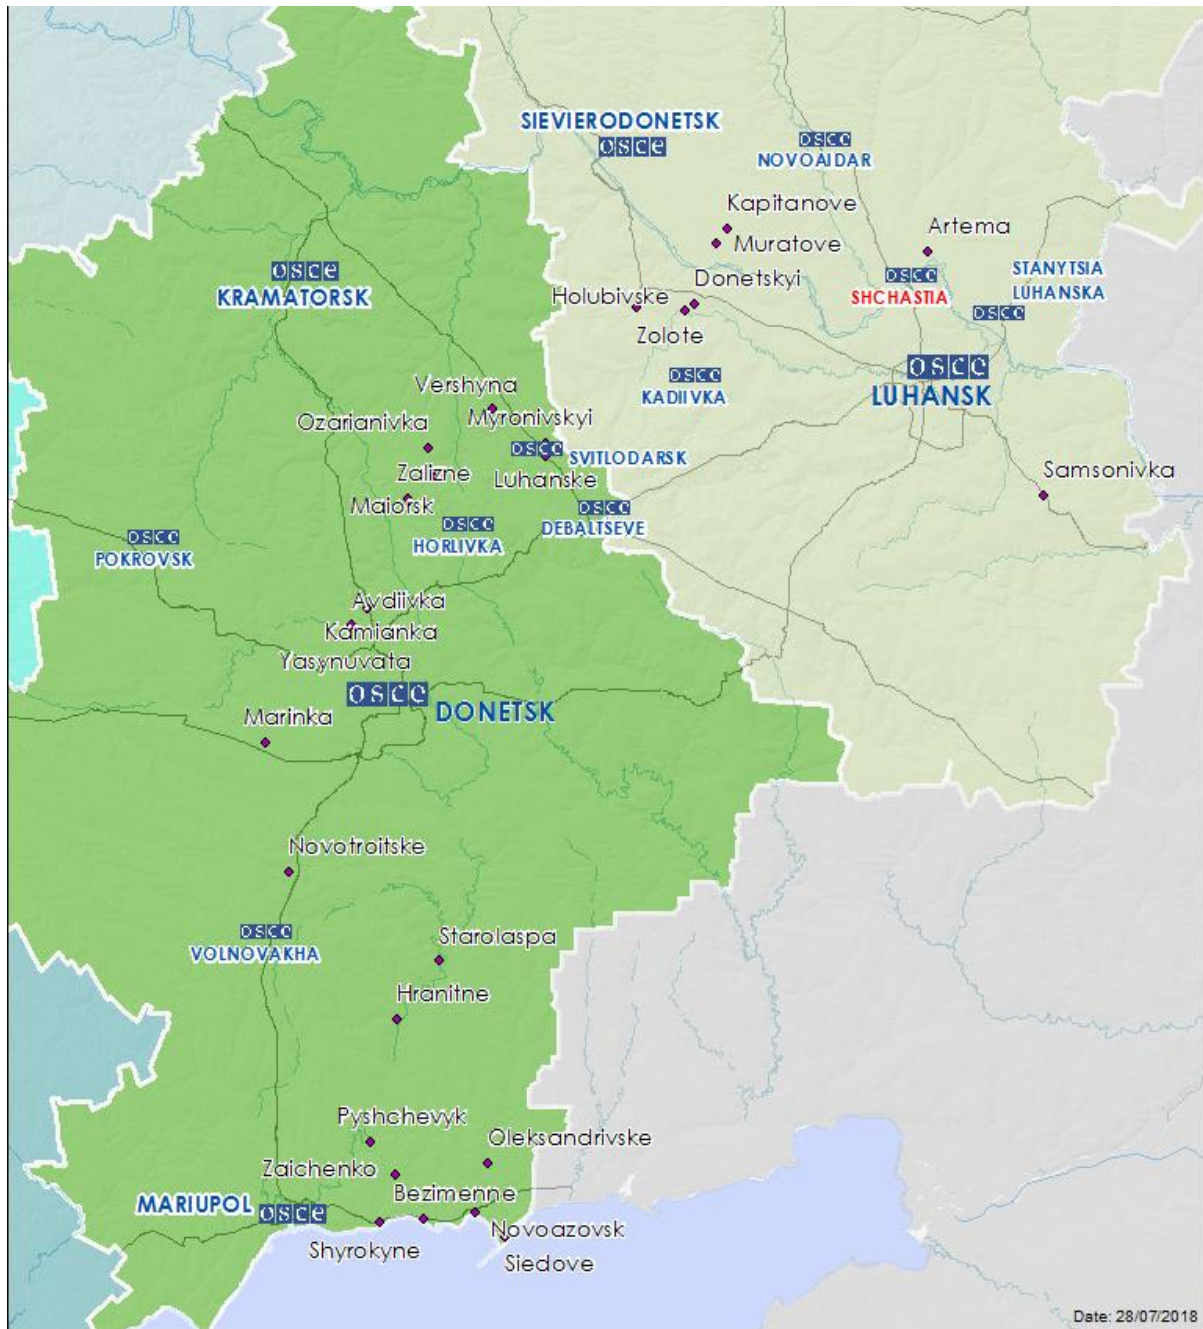 SIEVIERODONETSK
osce
osce
NOVOAIDAR
Kapitanove
Muratove
Artema
osce
KRAMATORSK
Donetskyi
Holubivske
Zolote
osce
SHCHASTIA
STANYTSIA
LUHANSKA
osce
osce
LUHANSK
osce
KADIIVKA
Vershyna
Myronivskyi
Ozarianivka
osce
SVITLODARSK
Zalizne
Luhanske
Samsonivka
Maiorsk
osce
HORLIVKA
osce
DEBALTSEVE
osce
POKROVSK
Avdiivka
Kamianka
Yasynuvata
osce
DONETSK
Marinka
Novotroitske
osce
VOLNOVAKHA
Starolaspa
Hranitne
Pyshchevyk
Oleksandrivske
Zaichenko
Bezimenne
MARIUPOL
osce
Novoazovsk
Shyrokyne
Siedove
Date: 28/07/2018